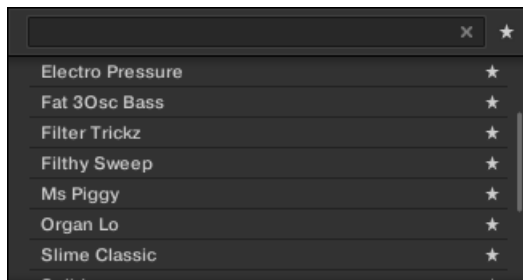 Electro Pressure
Fat 3Osc Bass
Filter Trickz
Filthy Sweep
Ms Piggy
Organ Lo
Slime Classic